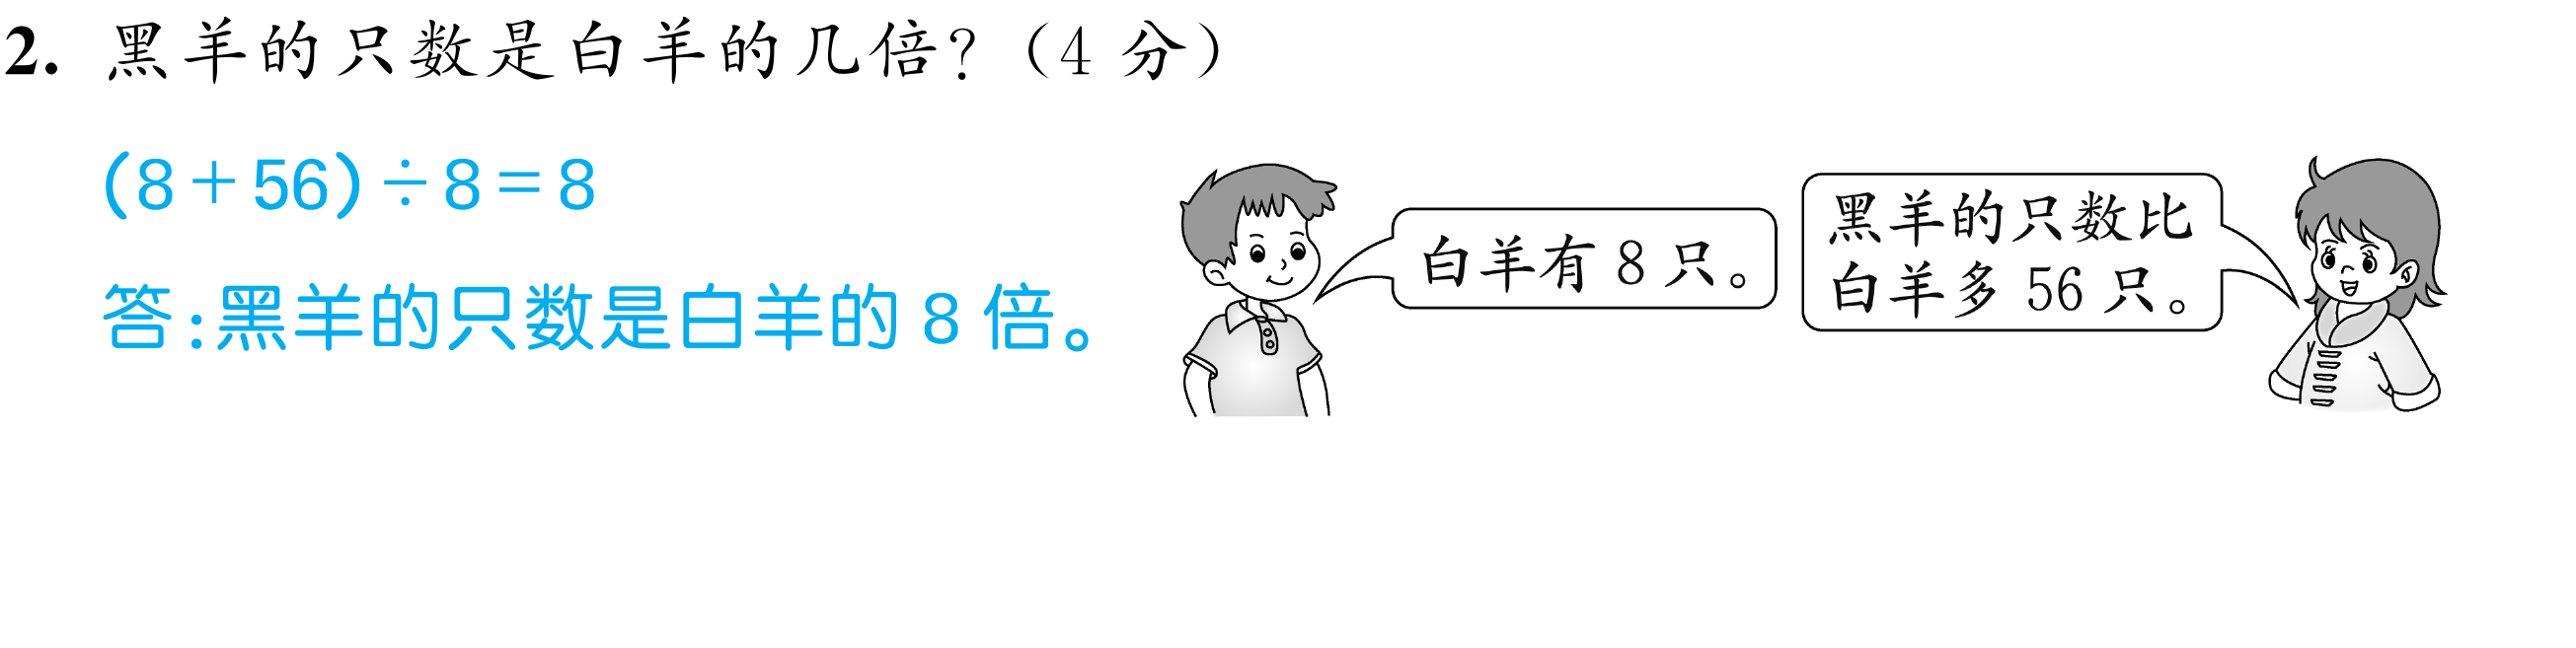 2. 黑羊的只数是白羊的几倍？（4 分）
(8+56)÷8=8
答:黑羊的只数是白羊的 8 倍。
白羊有 8 只。
黑羊的只数比
白羊多 56 只。